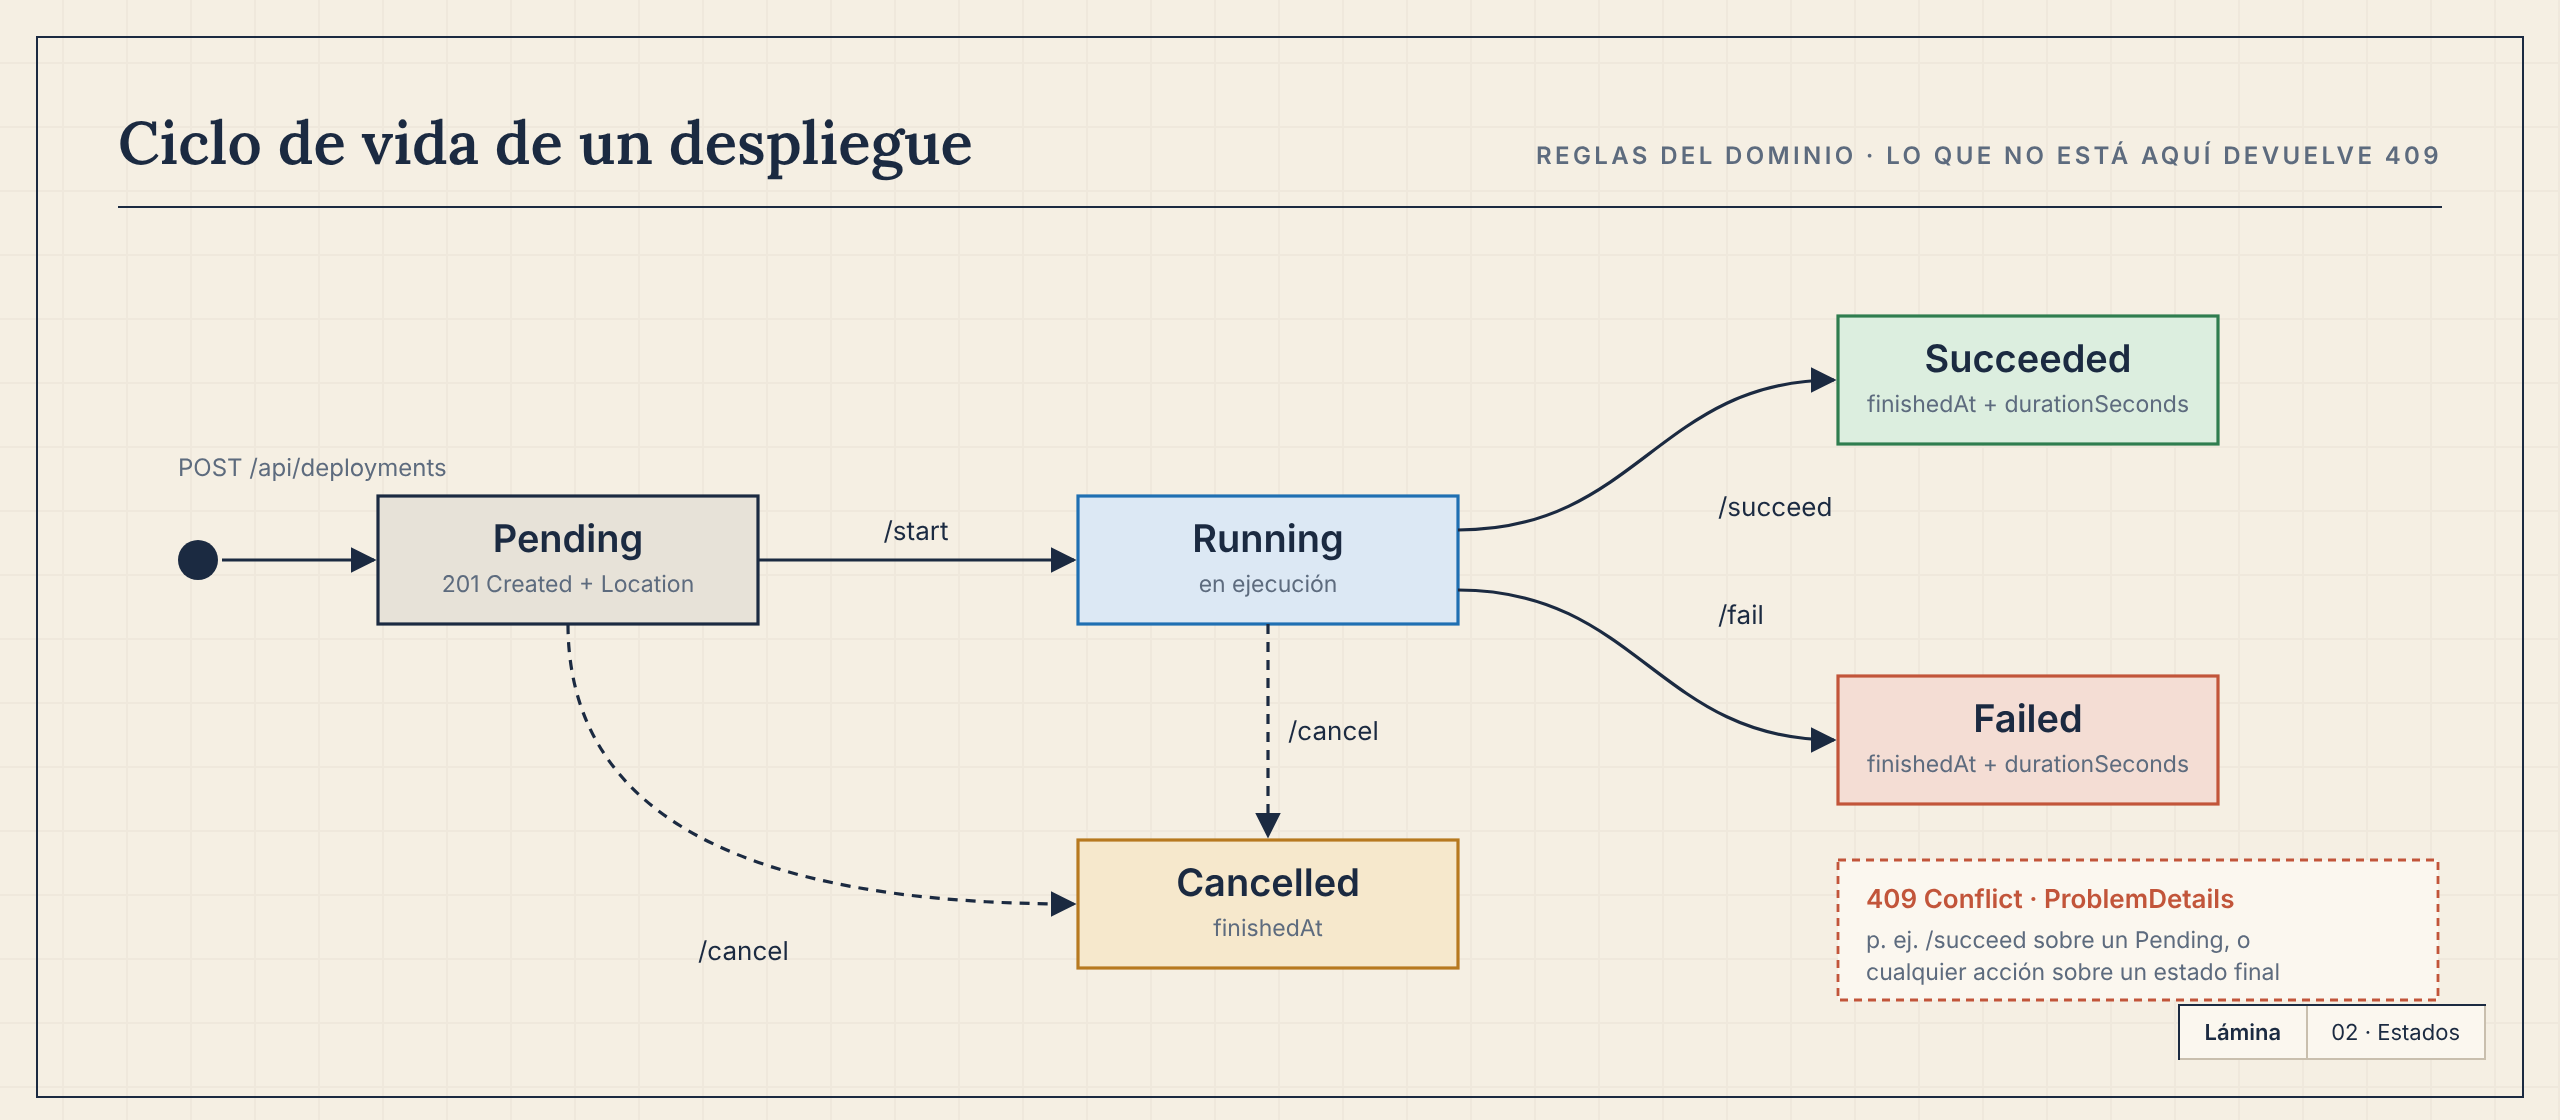 Ciclo de vida de un despliegue
REGLAS DEL DOMINIO · LO QUE NO ESTÁ AQUÍ DEVUELVE 409
POST /api/deployments
Pending
201 Created + Location
/start
Running
en ejecución
/succeed
Succeeded
finishedAt + durationSeconds
/fail
Failed
finishedAt + durationSeconds
/cancel
/cancel
Cancelled
finishedAt
409 Conflict · ProblemDetails
p. ej. /succeed sobre un Pending, o
cualquier acción sobre un estado final
Lámina
02 · Estados